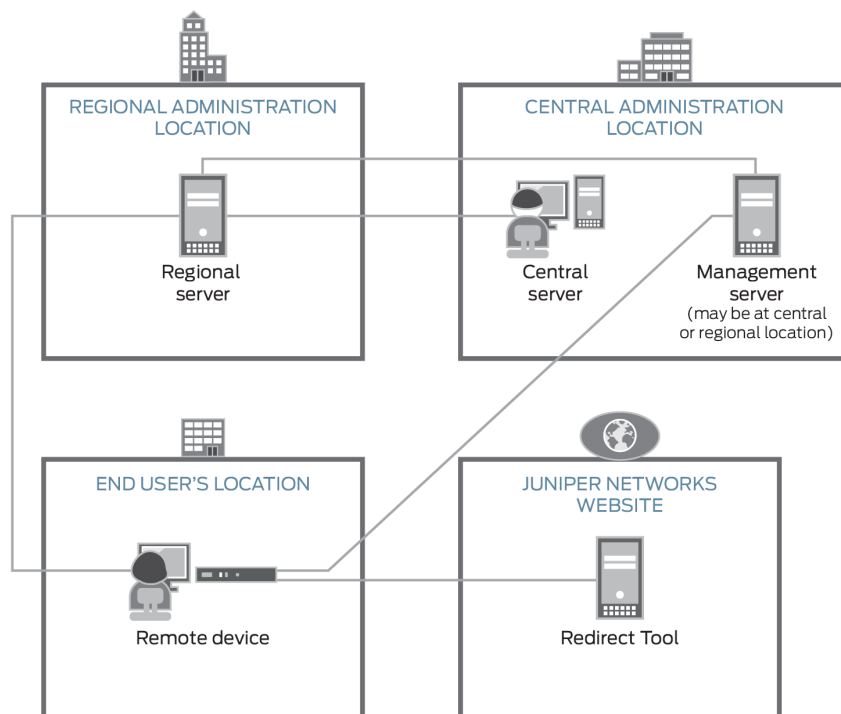 REGIONAL ADMINISTRATION
LOCATION
CENTRAL ADMINISTRATION
LOCATION
Regional
server
Central
server
Management
server
(may be at central
or regional location)
END USER'S LOCATION
JUNIPER NETWORKS
WEBSITE
Remote device
Redirect Tool